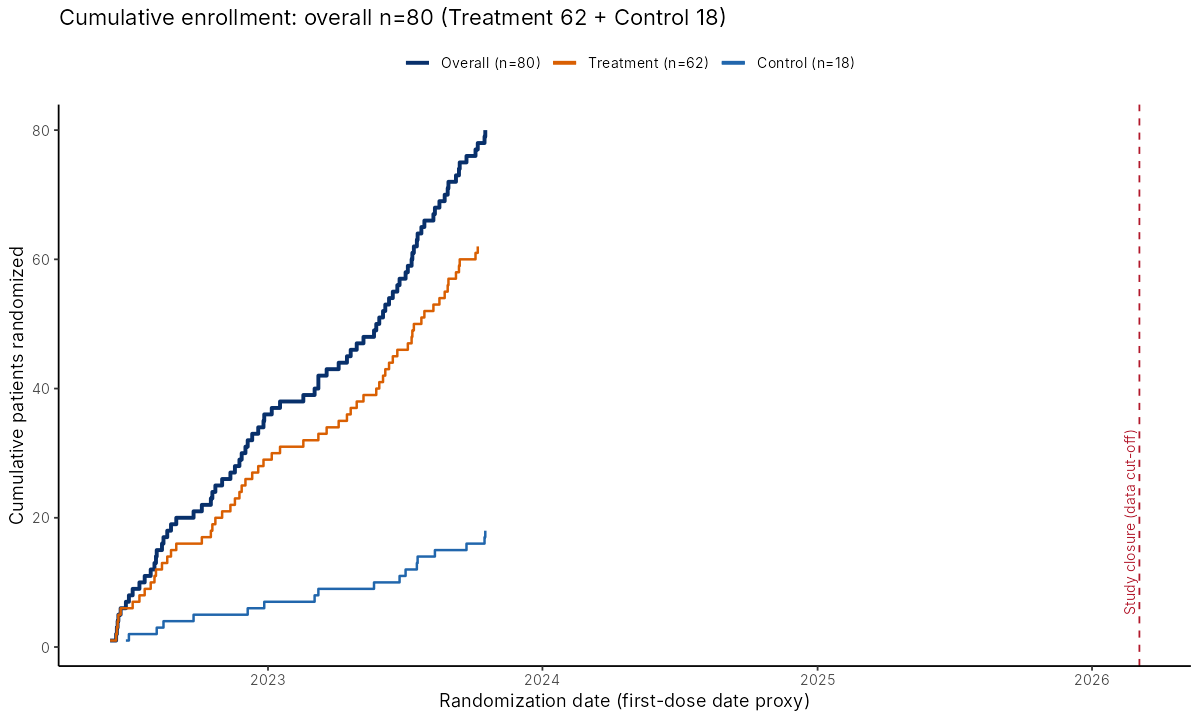 Cumulative enrollment: overall n=80 (Treatment 62 + Control 18)
Overall (n=80) Treatment (n=62) Control (n=18)
Cumulative patients randomized
80
60
40
20
0
Study closure (data cut-off)
2023 2024 2025 2026
Randomization date (first-dose date proxy)